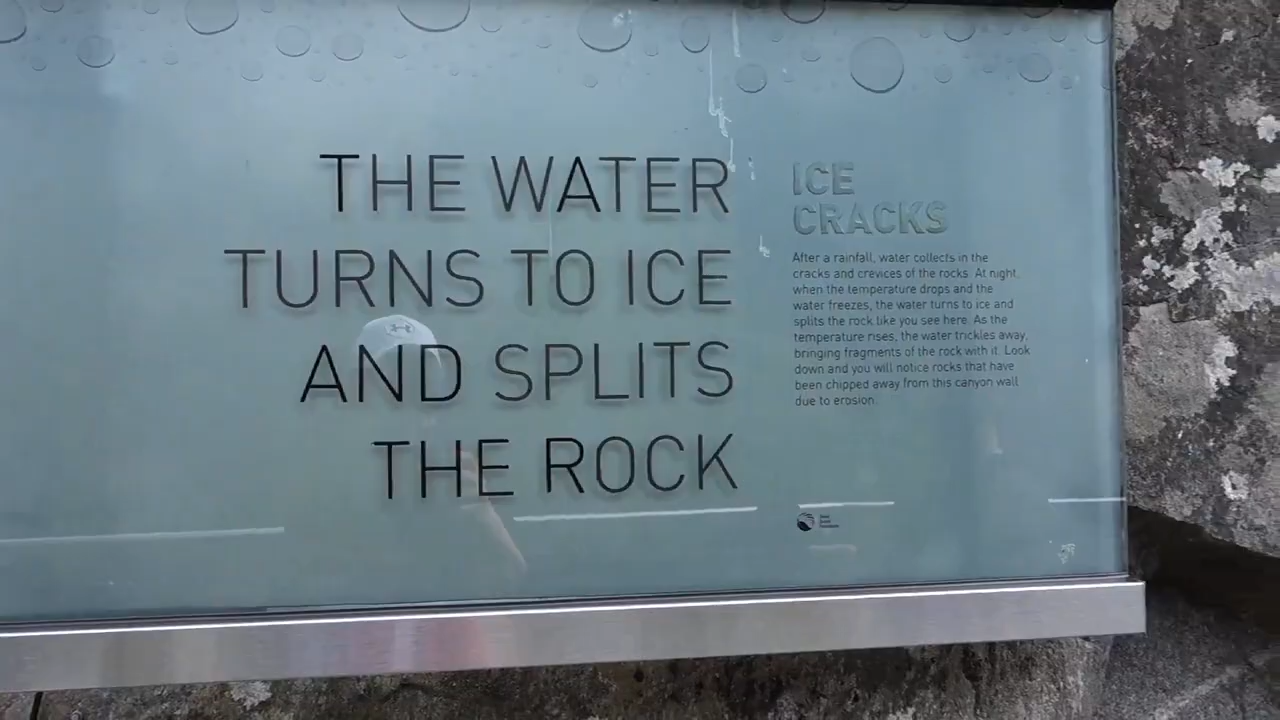 THE WATER
TURNS TO ICE
AND SPLITS
THE ROCK
ICE
CRACKS
After a rainfall, water collects in the
cracks and crevices of the rocks. At night,
when the temperature drops and the
water freezes, the water turns to ice and
splits the rock like you see here. As the
temperature rises, the water trickles away,
bringing fragments of the rock with it. Look
down and you will notice rocks that have
been chipped away from this canyon wall
due to erosion.